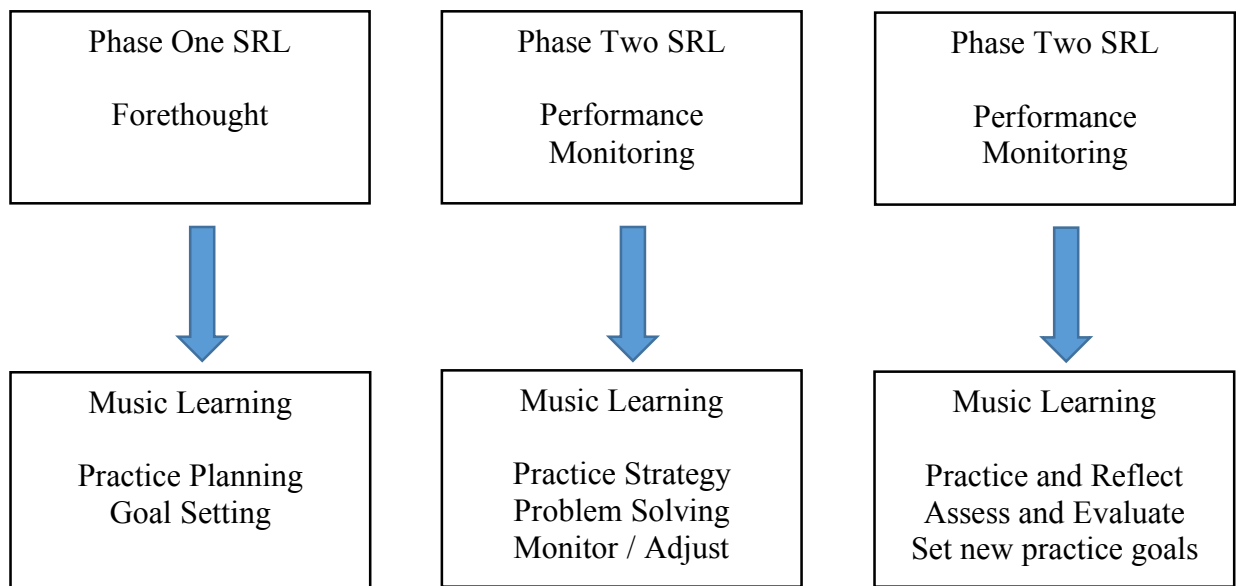 Phase One SRL
Forethought
Phase Two SRL
Performance
Monitoring
Phase Two SRL
Performance
Monitoring
Music Learning
Practice Planning
Goal Setting
Music Learning
Practice Strategy
Problem Solving
Monitor / Adjust
Music Learning
Practice and Reflect
Assess and Evaluate
Set new practice goals